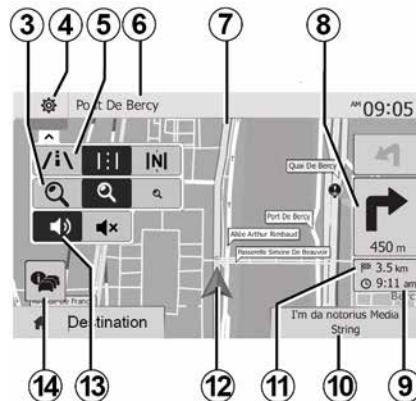 3 4 5 6 7 8
Port De Bercy
AM 09:05
N
Quai De Bercy
Port De Bercy
Allée Arthur Rimbaud
Passerelle Simone De Beauvoir
450 m
3.5 km
9:11 am
Destination
I'm da notorius Media
String
14 13 12 11 10 9